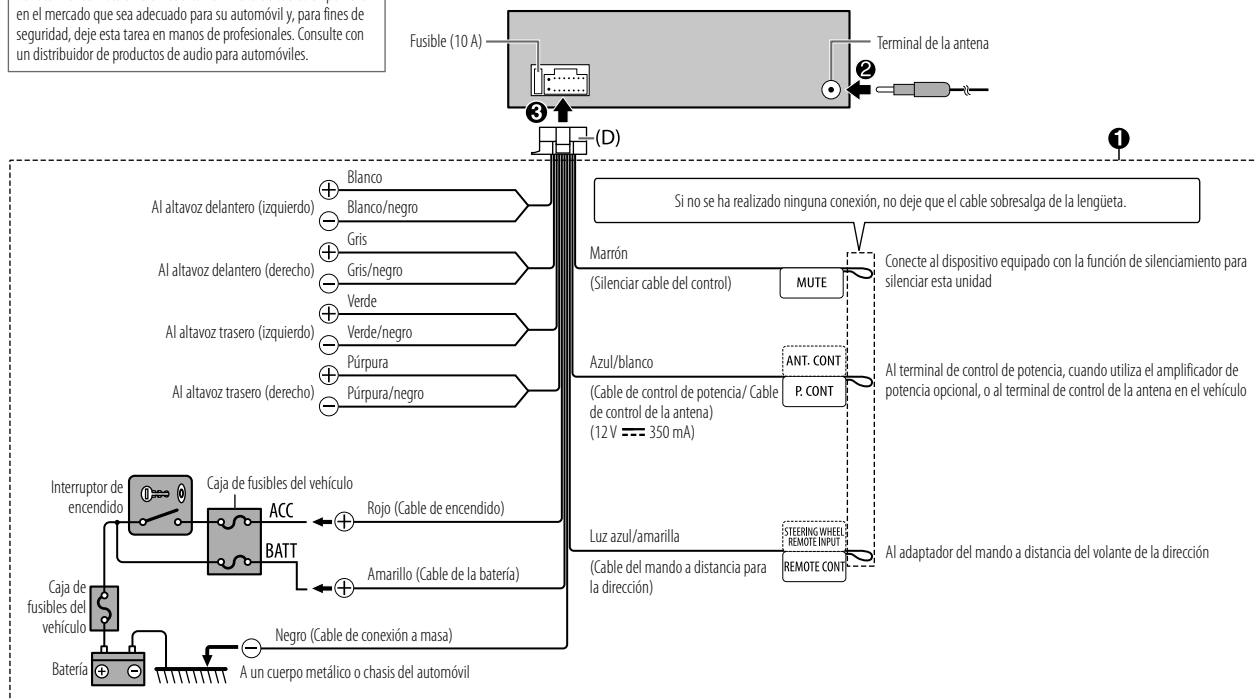 en el mercado que sea adecuado para su automóvil y, para fines de
seguridad, deje esta tarea en manos de profesionales. Consulte con
un distribuidor de productos de audio para automóviles.
Fusible (10 A)
Terminal de la antena
2
3
(D)
1
Blanco
Al altavoz delantero (izquierdo)
Blanco/negro
Gris
Al altavoz delantero (derecho)
Gris/negro
Verde
Al altavoz trasero (izquierdo)
Verde/negro
Púrpura
Al altavoz trasero (derecho)
Púrpura/negro
Si no se ha realizado ninguna conexión, no deje que el cable sobresalga de la lengüeta.
Marrón
(Silenciar cable del control)
MUTE
Conecte al dispositivo equipado con la función de silenciamiento para
silenciar esta unidad
Azul/blanco
(Cable de control de potencia/ Cable
de control de la antena)
(12 V ⎓ 350 mA)
ANT. CONT
P. CONT
Al terminal de control de potencia, cuando utiliza el amplificador de
potencia opcional, o al terminal de control de la antena en el vehículo
Interruptor de
encendido
Caja de fusibles del vehículo
ACC
Rojo (Cable de encendido)
BATT
Amarillo (Cable de la batería)
Luz azul/amarilla
(Cable del mando a distancia para
la dirección)
STEERING WHEEL
REMOTE INPUT
REMOTE CONT
Al adaptador del mando a distancia del volante de la dirección
Caja de
fusibles del
vehículo
Negro (Cable de conexión a masa)
Batería
A un cuerpo metálico o chasis del automóvil